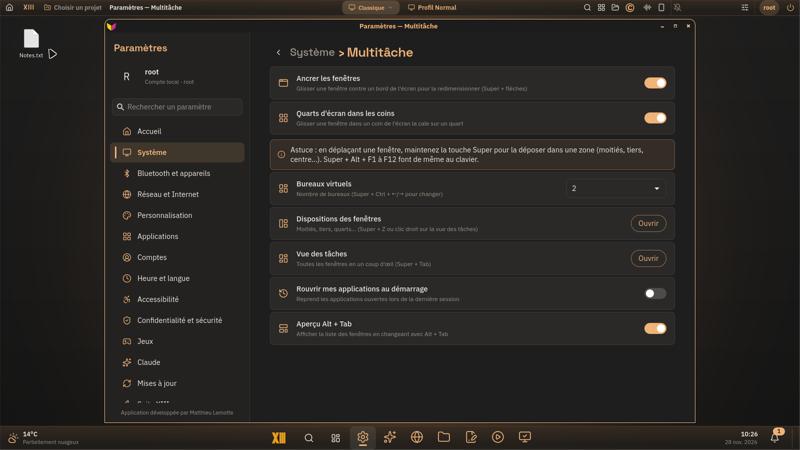 XIII
Choisir un projet
Paramètres — Multitâche
Classique
Profil Normal
root
Paramètres — Multitâche
Notes.txt
Paramètres
R
root
Compte local · root
Rechercher un paramètre
Accueil
Système
Bluetooth et appareils
Réseau et Internet
Personnalisation
Applications
Comptes
Heure et langue
Accessibilité
Confidentialité et sécurité
Jeux
Claude
Mises à jour
Application développée par Matthieu Lamotte
Système > Multitâche
Ancrer les fenêtres
Glisser une fenêtre contre un bord de l'écran pour la redimensionner (Super + flèches)
Quarts d'écran dans les coins
Glisser une fenêtre dans un coin de l'écran la cale sur un quart
Astuce : en déplaçant une fenêtre, maintenez la touche Super pour la déposer dans une zone (moitiés, tiers,
centre…). Super + Alt + F1 à F12 font de même au clavier.
Bureaux virtuels
Nombre de bureaux (Super + Ctrl + ←/→ pour changer)
2
Dispositions des fenêtres
Moitiés, tiers, quarts… (Super + Z ou clic droit sur la vue des tâches)
Ouvrir
Vue des tâches
Toutes les fenêtres en un coup d'œil (Super + Tab)
Ouvrir
Rouvrir mes applications au démarrage
Reprend les applications ouvertes lors de la dernière session
Aperçu Alt + Tab
Afficher la liste des fenêtres en changeant avec Alt + Tab
14°C
Partiellement nuageux
XIII
10:26
28 nov. 2026
1